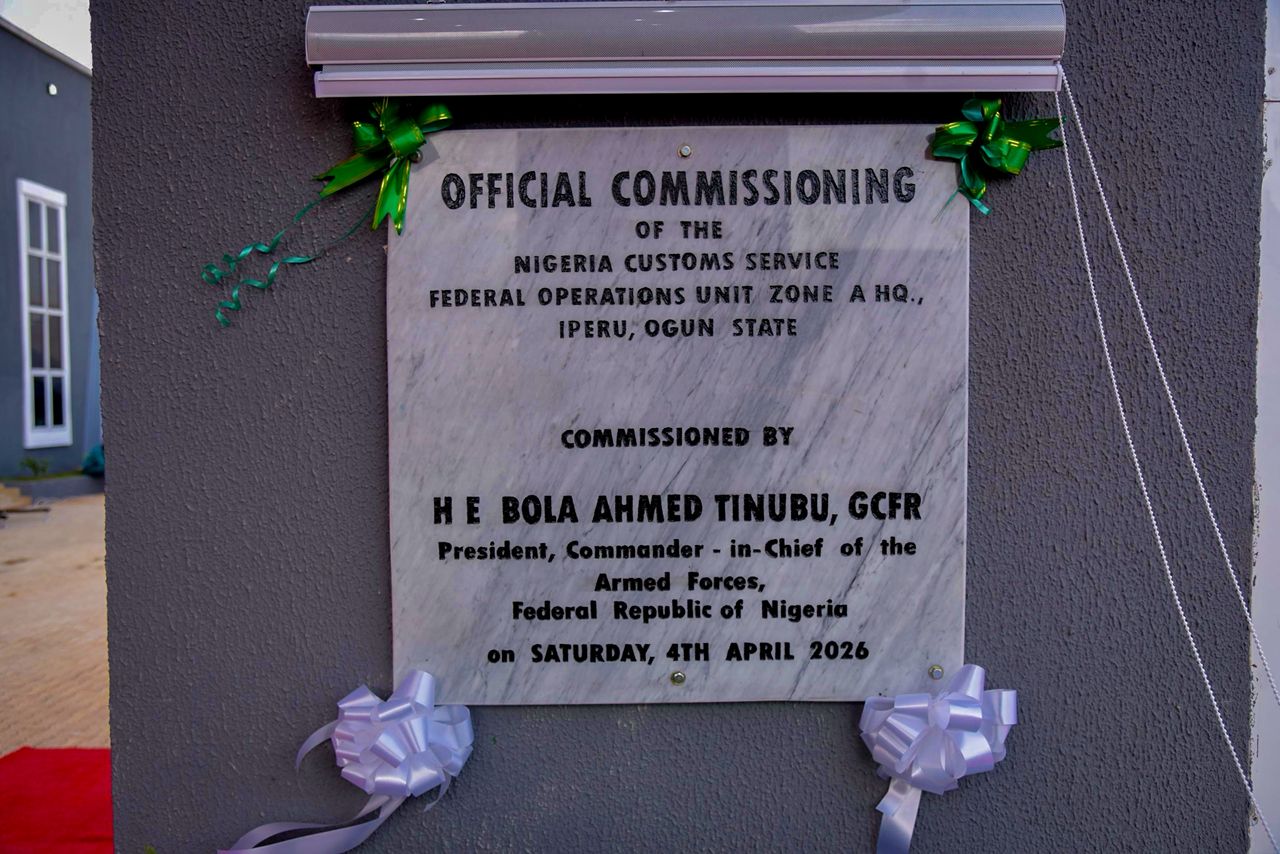 OFFICIAL COMMISSIONING
OF THE
NIGERIA CUSTOMS SERVICE
FEDERAL OPERATIONS UNIT ZONE A HQ.,
IPERU, OGUN STATE
COMMISSIONED BY
H E BOLA AHMED TINUBU, GCFR
President, Commander - in-Chief of the
Armed Forces,
Federal Republic of Nigeria
on SATURDAY, 4TH APRIL 2026